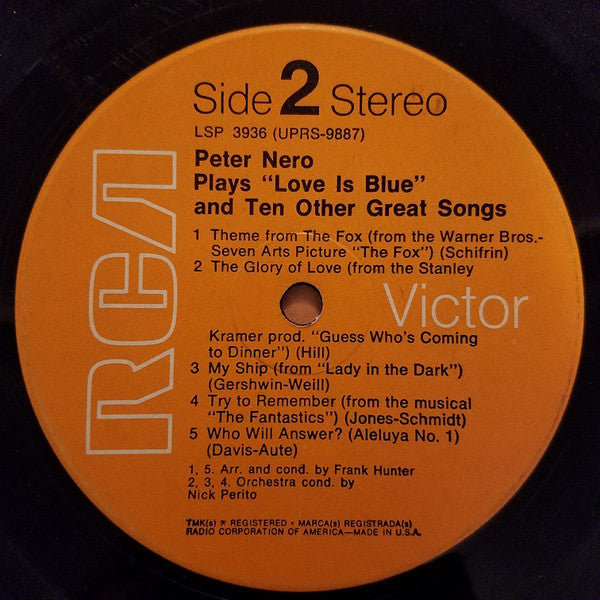 RCA
Side 2 Stereo
LSP 3936 (UPRS-9887)
Peter Nero
Plays "Love Is Blue"
and Ten Other Great Songs
1 Theme from The Fox (from the Warner Bros.-
Seven Arts Picture "The Fox") (Schifrin)
2 The Glory of Love (from the Stanley
Victor
Kramer prod. "Guess Who's Coming
to Dinner") (Hill)
3 My Ship (from "Lady in the Dark")
(Gershwin-Weill)
4 Try to Remember (from the musical
"The Fantastics") (Jones-Schmidt)
5 Who Will Answer? (Aleluya No. 1)
(Davis-Aute)
1, 5. Arr. and cond. by Frank Hunter
2, 3, 4. Orchestra cond. by
Nick Perito
TMK(s) ® REGISTERED • MARCA(s) REGISTRADA(s)
RADIO CORPORATION OF AMERICA—MADE IN U.S.A.